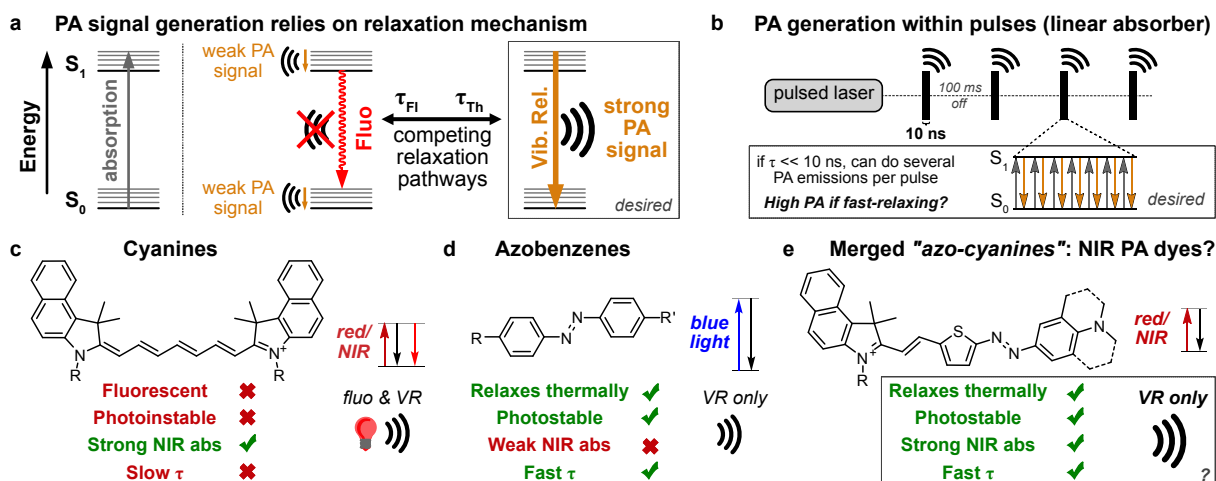 a PA signal generation relies on relaxation mechanism
Energy
S1
S0
absorption
weak PA
signal
weak PA
signal
Fluo
τFl
τTh
competing
relaxation
pathways
Vib. Rel.
strong
PA
signal
desired
b PA generation within pulses (linear absorber)
pulsed laser
100 ms
off
10 ns
if τ << 10 ns, can do several
PA emissions per pulse
High PA if fast-relaxing?
S1
S0
desired
c Cyanines
N
R
N+
R
red/
NIR
Fluorescent
Photoinstable
Strong NIR abs
Slow τ
fluo & VR
d Azobenzenes
R
N
N
R'
blue
light
Relaxes thermally
Photostable
Weak NIR abs
Fast τ
VR only
e Merged "azo-cyanines": NIR PA dyes?
N+
R
S
N
N
N
red/
NIR
Relaxes thermally
Photostable
Strong NIR abs
Fast τ
VR only
?